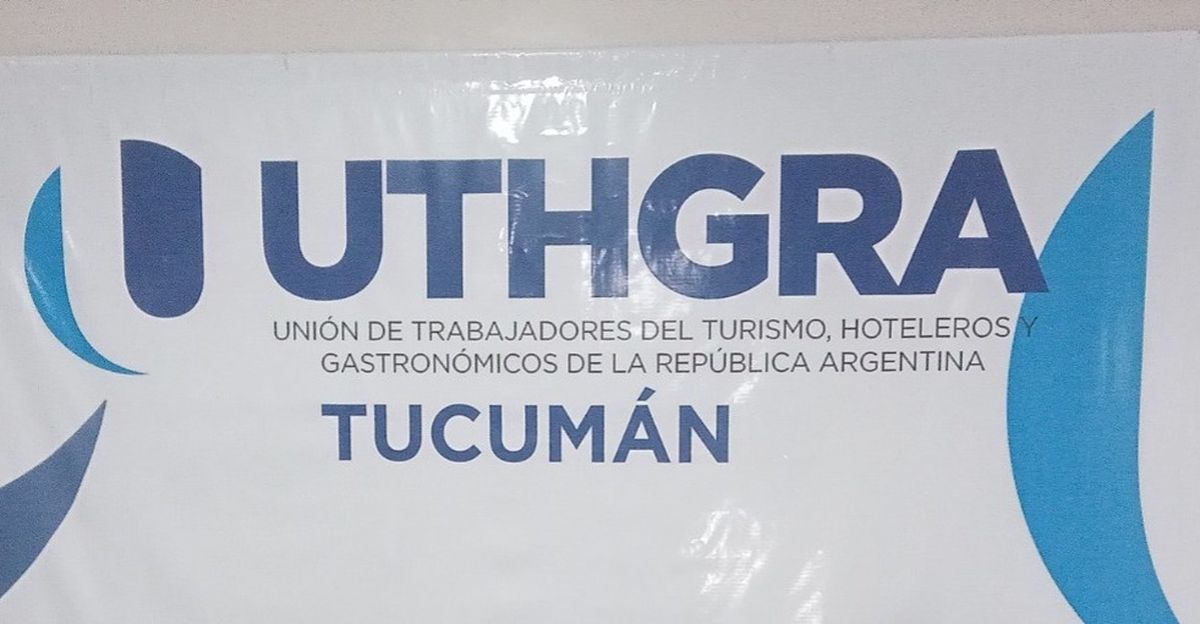 UTHGRA
UNIÓN DE TRABAJADORES DEL TURISMO, HOTELEROS Y
GASTRONÓMICOS DE LA REPÚBLICA ARGENTINA
TUCUMÁN